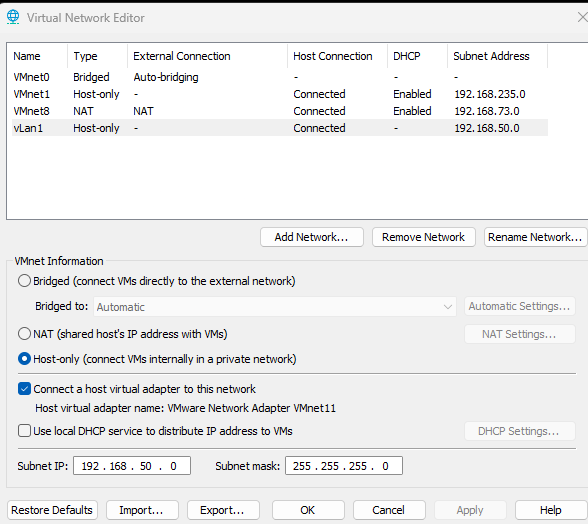 Virtual Network Editor
Name Type External Connection Host Connection DHCP Subnet Address
VMnet0 Bridged Auto-bridging - - -
VMnet1 Host-only - Connected Enabled 192.168.235.0
VMnet8 NAT NAT Connected Enabled 192.168.73.0
vLan1 Host-only - Connected - 192.168.50.0
Add Network... Remove Network Rename Network...
VMnet Information
Bridged (connect VMs directly to the external network)
Bridged to: Automatic Automatic Settings...
NAT (shared host's IP address with VMs) NAT Settings...
Host-only (connect VMs internally in a private network)
Connect a host virtual adapter to this network
Host virtual adapter name: VMware Network Adapter VMnet11
Use local DHCP service to distribute IP address to VMs DHCP Settings...
Subnet IP: 192 . 168 . 50 . 0 Subnet mask: 255 . 255 . 255 . 0
Restore Defaults Import... Export... OK Cancel Apply Help